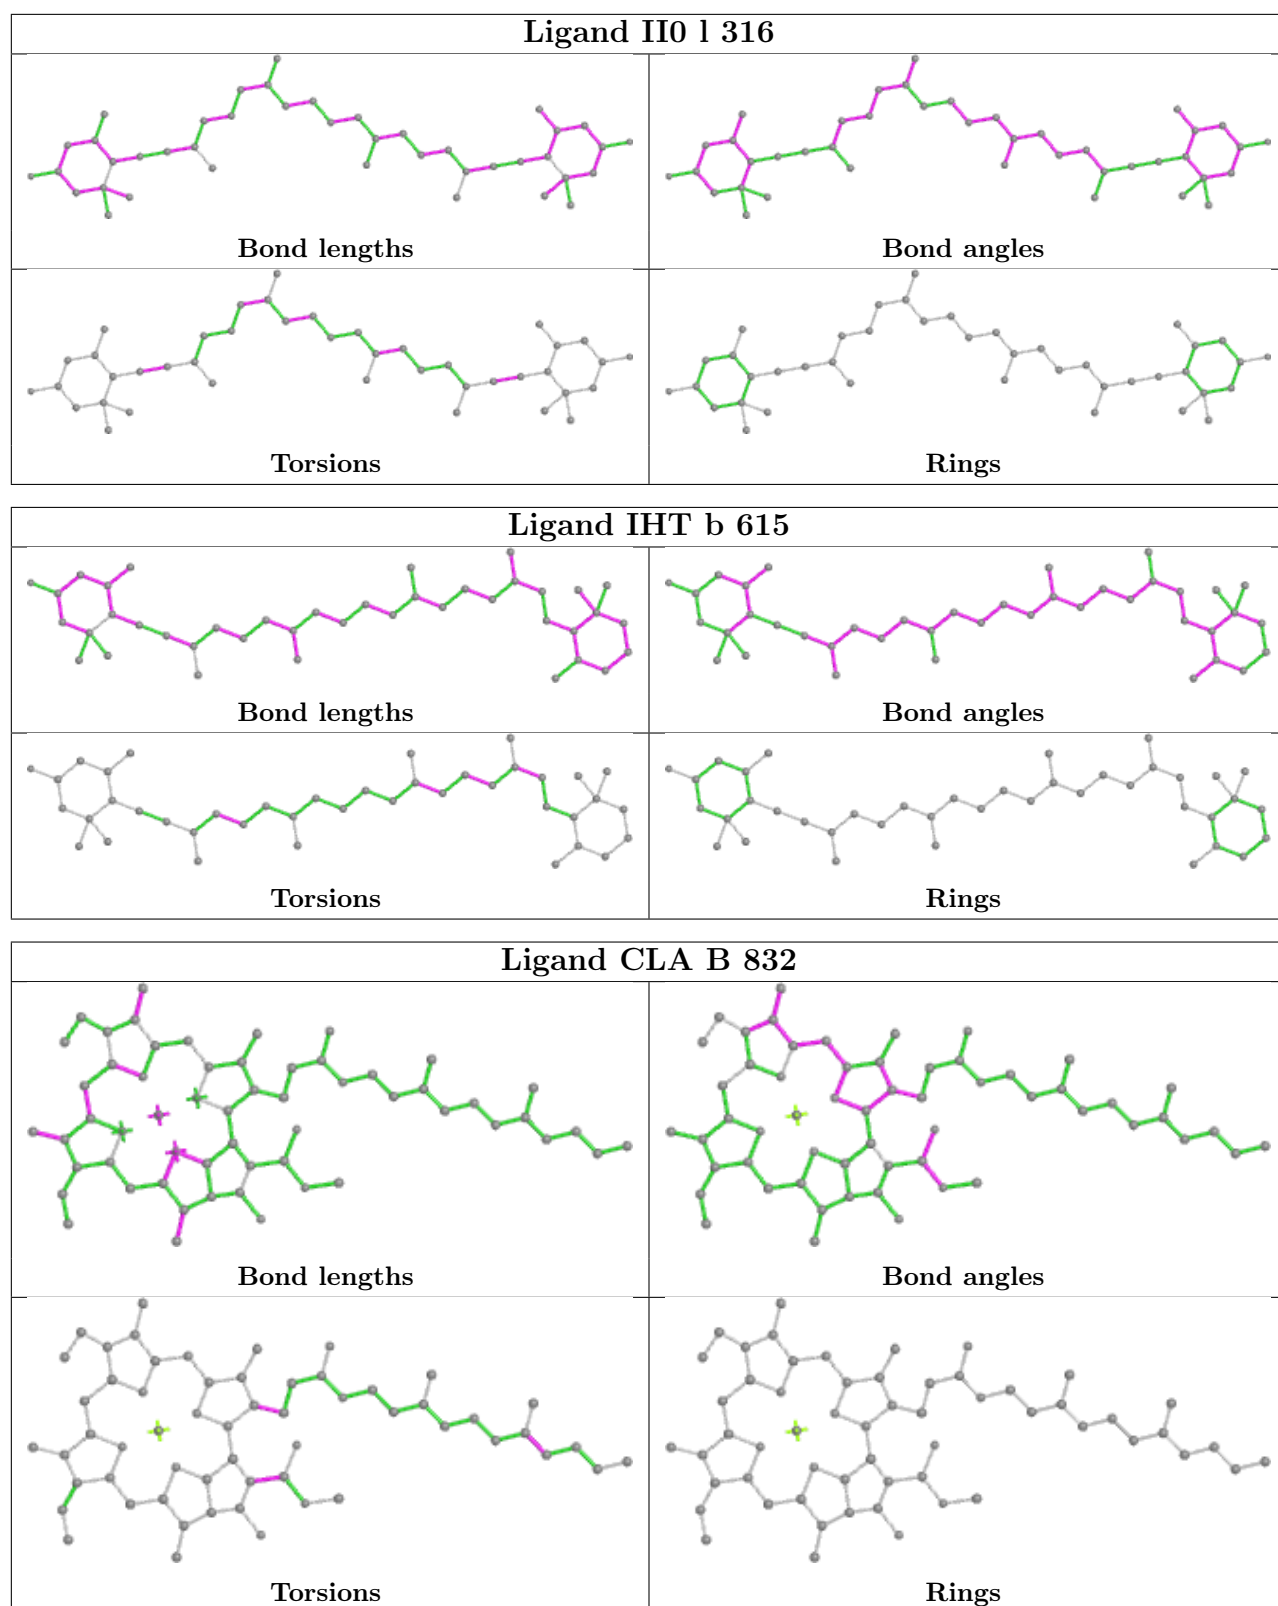 Ligand II0 l 316
Bond lengths
Bond angles
Torsions
Rings
Ligand IHT b 615
Bond lengths
Bond angles
Torsions
Rings
Ligand CLA B 832
Bond lengths
Bond angles
Torsions
Rings